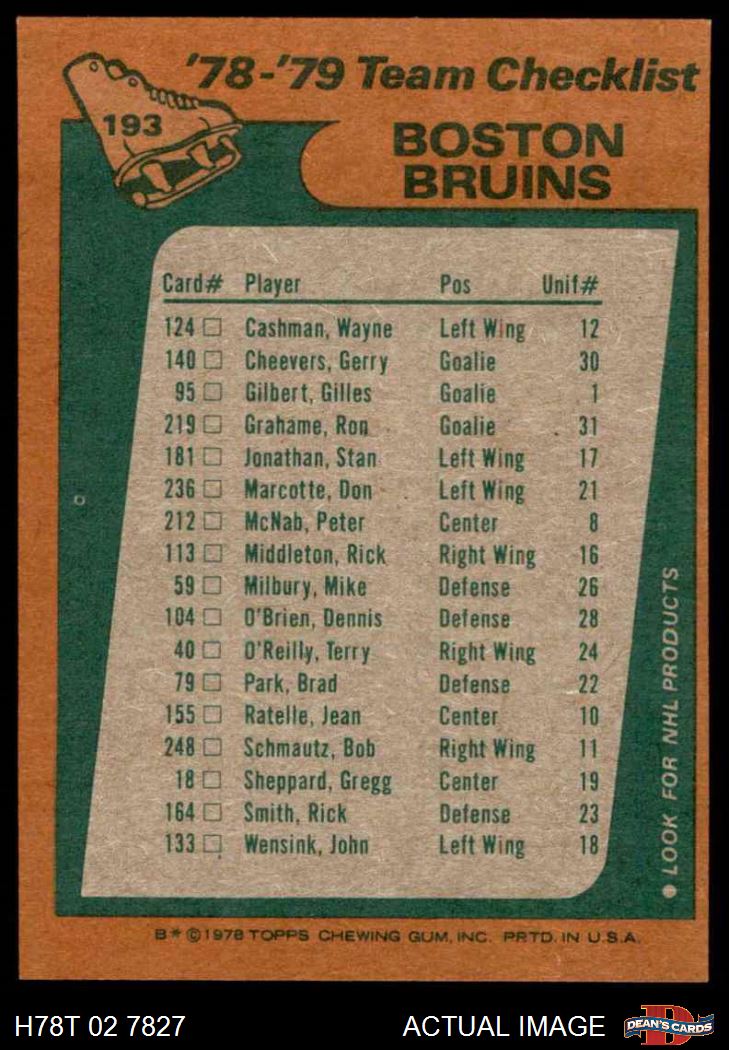 '78-'79 Team Checklist
193
BOSTON
BRUINS
Card# Player Pos Unif#
124 Cashman, Wayne Left Wing 12
140 Cheevers, Gerry Goalie 30
95 Gilbert, Gilles Goalie 1
219 Grahame, Ron Goalie 31
181 Jonathan, Stan Left Wing 17
236 Marcotte, Don Left Wing 21
212 McNab, Peter Center 8
113 Middleton, Rick Right Wing 16
59 Milbury, Mike Defense 26
104 O'Brien, Dennis Defense 28
40 O'Reilly, Terry Right Wing 24
79 Park, Brad Defense 22
155 Ratelle, Jean Center 10
248 Schmautz, Bob Right Wing 11
18 Sheppard, Gregg Center 19
164 Smith, Rick Defense 23
133 Wensink, John Left Wing 18
● LOOK FOR NHL PRODUCTS
B* © 1978 TOPPS CHEWING GUM, INC. PRTD. IN U.S.A.
H78T 02 7827 ACTUAL IMAGE
D
DEAN'S CARDS